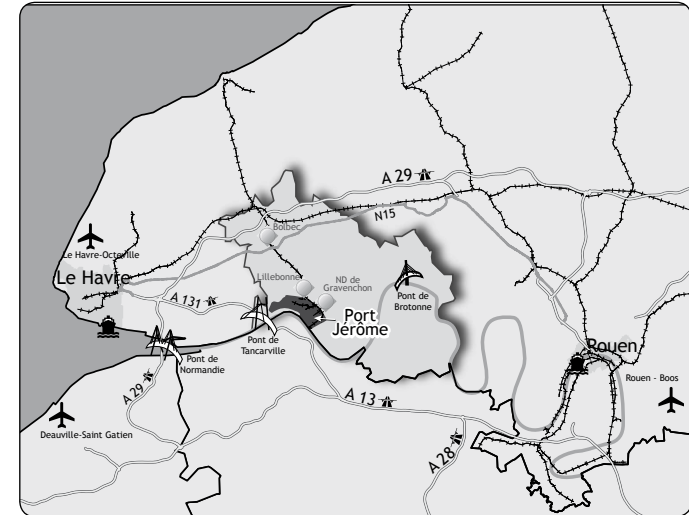 A 29
N15
Bolbec
Le Havre-Octeville
Le Havre
Lillebonne
ND de
Gravenchon
A 131
Pont de
Brotonne
Port
Jérôme
Pont de
Tancarville
Rouen
Pont de
Normandie
Rouen - Boos
A 29
A 13
Deauville-Saint Gatien
A 28